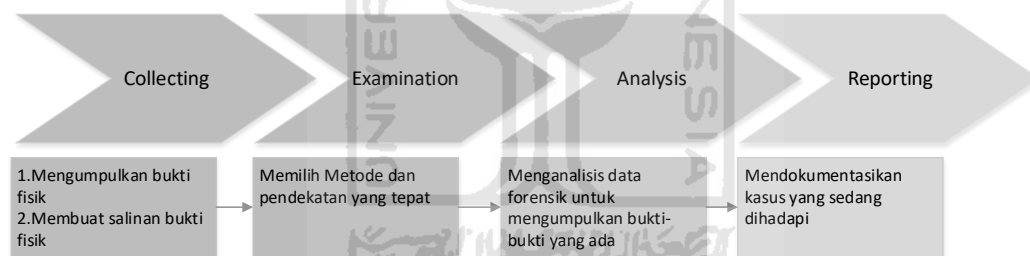 Collecting
Examination
Analysis
Reporting
1.Mengumpulkan bukti
fisik
2.Membuat salinan bukti
fisik
Memilih Metode dan
pendekatan yang tepat
Menganalisis data
forensik untuk
mengumpulkan bukti-
bukti yang ada
Mendokumentasikan
kasus yang sedang
dihadapi